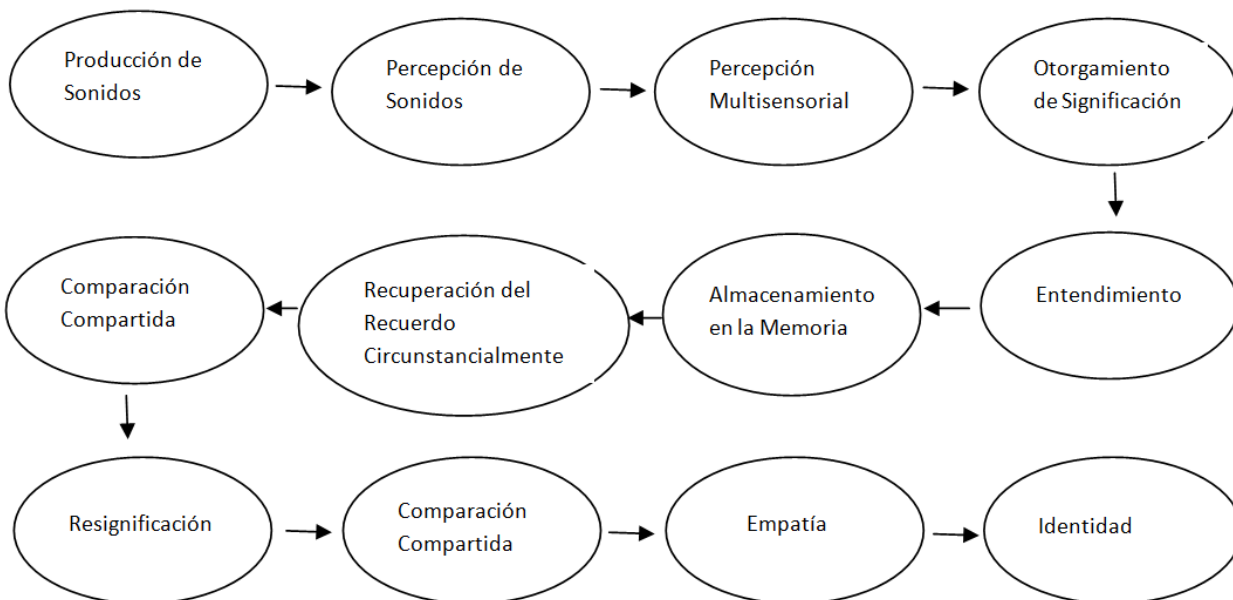 Producción de
Sonidos
Percepción de
Sonidos
Percepción
Multisensorial
Otorgamiento
de Significación
Entendimiento
Almacenamiento
en la Memoria
Recuperación del
Recuerdo
Circunstancialmente
Comparación
Compartida
Resignificación
Comparación
Compartida
Empatía
Identidad